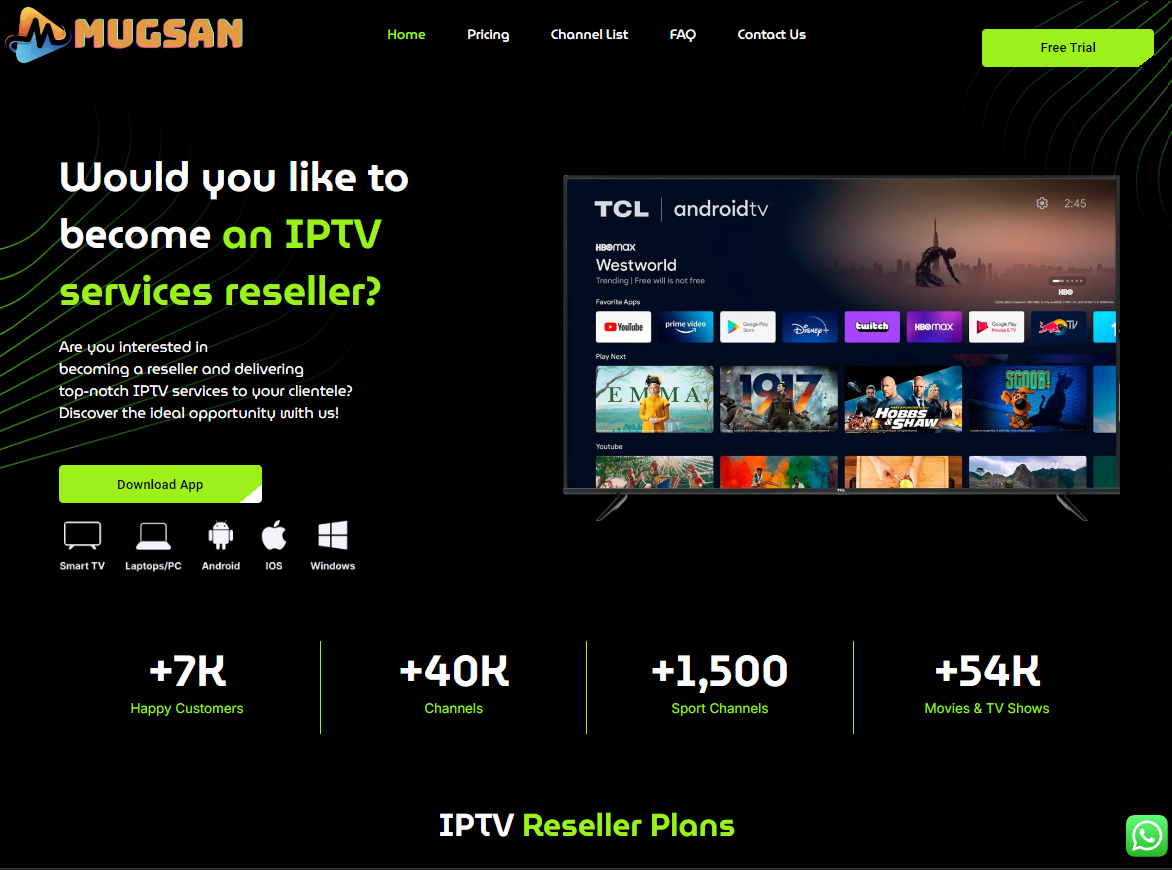 MUGSAN
Home
Pricing
Channel List
FAQ
Contact Us
Free Trial
Would you like to
become an IPTV
services reseller?
Are you interested in
becoming a reseller and delivering
top-notch IPTV services to your clientele?
Discover the ideal opportunity with us!
Download App
Smart TV
Laptops/PC
Android
IOS
Windows
TCL androidtv
2:45
HBOmax
Westworld
Trending | Free will is not free
HBO
Favorite Apps
YouTube
prime video
Google Play
Store
Disney+
twitch
HBOmax
Google Play
Movies & TV
TV
Play Next
EMMA.
1917
HOBBS
& SHAW
SCOOB!
Youtube
TCL
+7K
Happy Customers
+40K
Channels
+1,500
Sport Channels
+54K
Movies & TV Shows
IPTV Reseller Plans